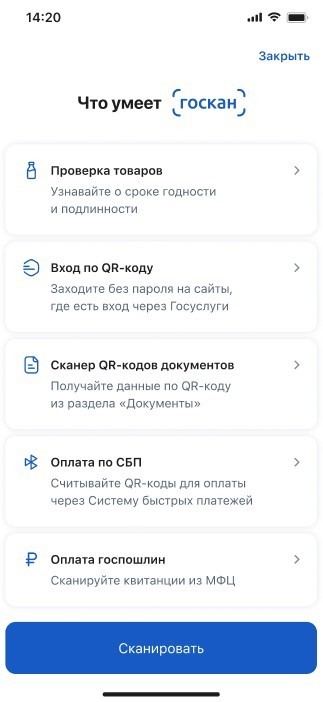 14:20
Закрыть
Что умеет госкан
Проверка товаров
Узнавайте о сроке годности
и подлинности
Вход по QR-коду
Заходите без пароля на сайты,
где есть вход через Госуслуги
Сканер QR-кодов документов
Получайте данные по QR-коду
из раздела «Документы»
Оплата по СБП
Считывайте QR-коды для оплаты
через Систему быстрых платежей
Оплата госпошлин
Сканируйте квитанции из МФЦ
Сканировать